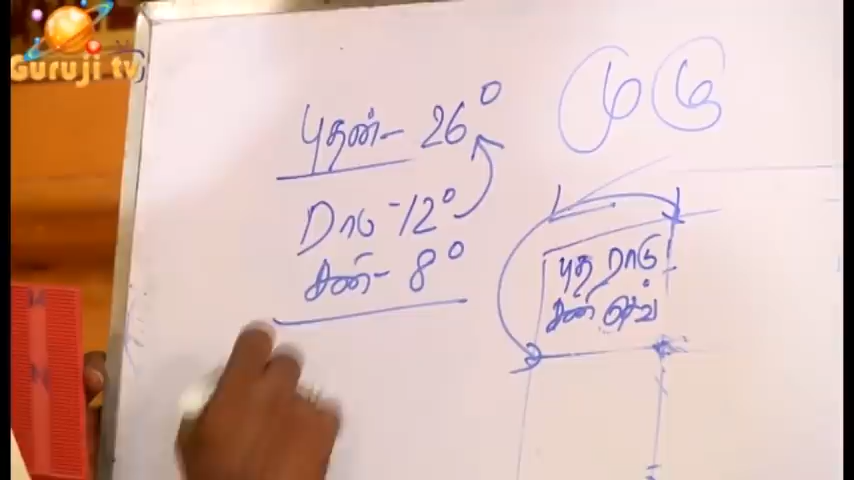 Guruji tv
புதன்- 26°
ராகு -12°
சனி- 8°
முடு
புத ராகு
சனி செவ்